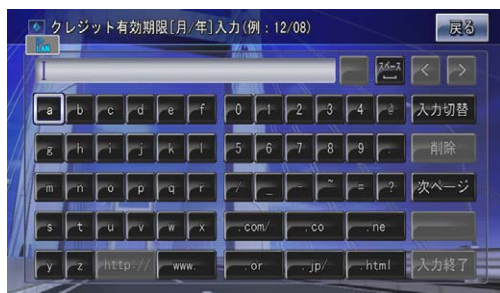 クレジット有効期限[月/年]入力(例：12/08) 戻る
LAN
スペース < >
a b c d e f 0 1 2 3 4 @ 入力切替
g h i j k l 5 6 7 8 9 . 削除
m n o p q r / _ - ~ = ? 次ページ
s t u v w x .com/ .co .ne
y z http:// www. .or .jp/ .html 入力終了